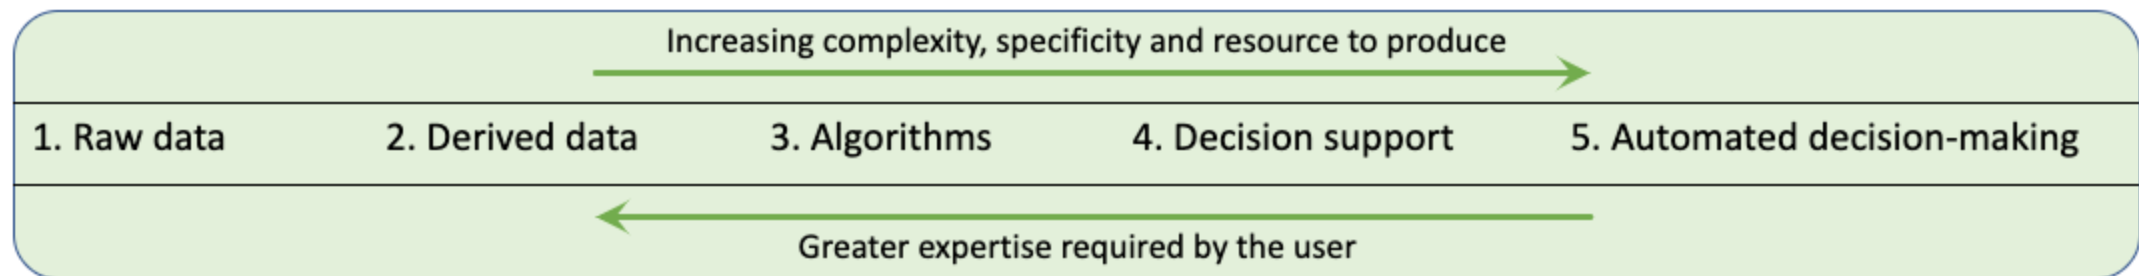 Increasing complexity, specificity and resource to produce
1. Raw data 2. Derived data 3. Algorithms 4. Decision support 5. Automated decision-making
Greater expertise required by the user